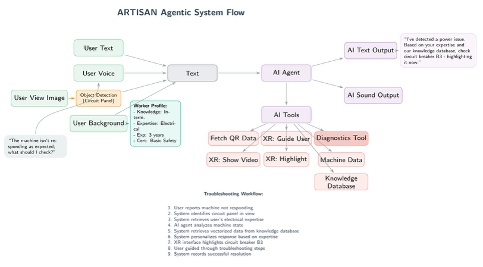 ARTISAN Agentic System Flow
User Text
User Voice
User View Image
Object Detection
[Circuit Panel]
User Background
Worker Profile:
- Knowledge: In-
term.
- Expertise: Electri-
cal
- Exp: 3 years
- Cert: Basic Safety
"The machine isn't re-
sponding as expected,
what should I check?"
Text
AI Agent
AI Text Output
"I've detected a power issue.
Based on your expertise and
our knowledge database, check
circuit breaker B3 - highlighting
it now."
AI Sound Output
AI Tools
Fetch QR Data
XR: Guide User
Diagnostics Tool
XR: Show Video
XR: Highlight
Machine Data
Knowledge
Database
Troubleshooting Workflow:
1. User reports machine not responding
2. System identifies circuit panel in view
3. System retrieves user's electrical expertise
4. AI agent analyzes machine state
5. System retrieves vectorized data from knowledge database
6. System personalizes response based on expertise
7. XR interface highlights circuit breaker B3
8. User guided through troubleshooting steps
9. System records successful resolution